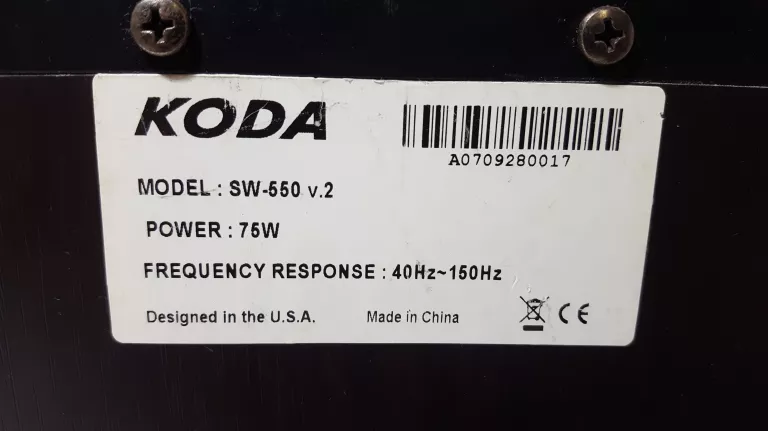 KODA
A0709280017
MODEL : SW-550 v.2
POWER : 75W
FREQUENCY RESPONSE : 40Hz~150Hz
Designed in the U.S.A. Made in China CE